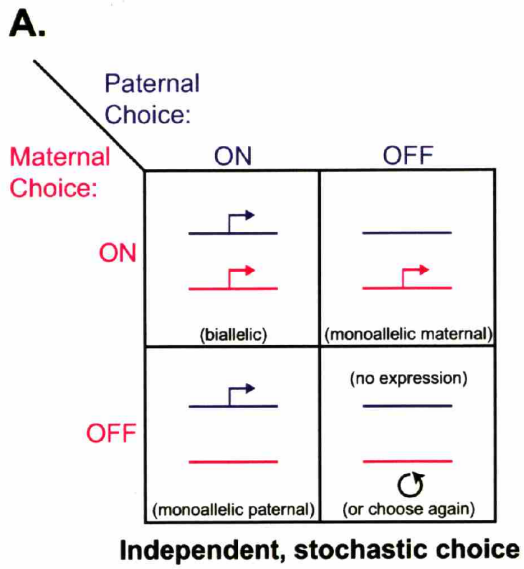 A.
Paternal
Choice:
Maternal
Choice:
ON
OFF
ON
(biallelic)
(monoallelic maternal)
OFF
(no expression)
(monoallelic paternal)
(or choose again)
Independent, stochastic choice